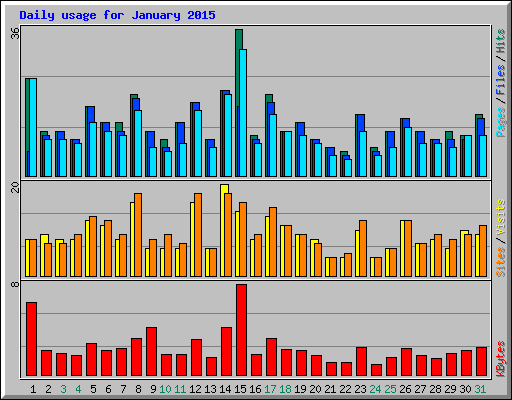 Daily usage for January 2015
36
Pages / Files / Hits
20
Sites / Visits
8
KBytes
1 2 3 4 5 6 7 8 9 10 11 12 13 14 15 16 17 18 19 20 21 22 23 24 25 26 27 28 29 30 31